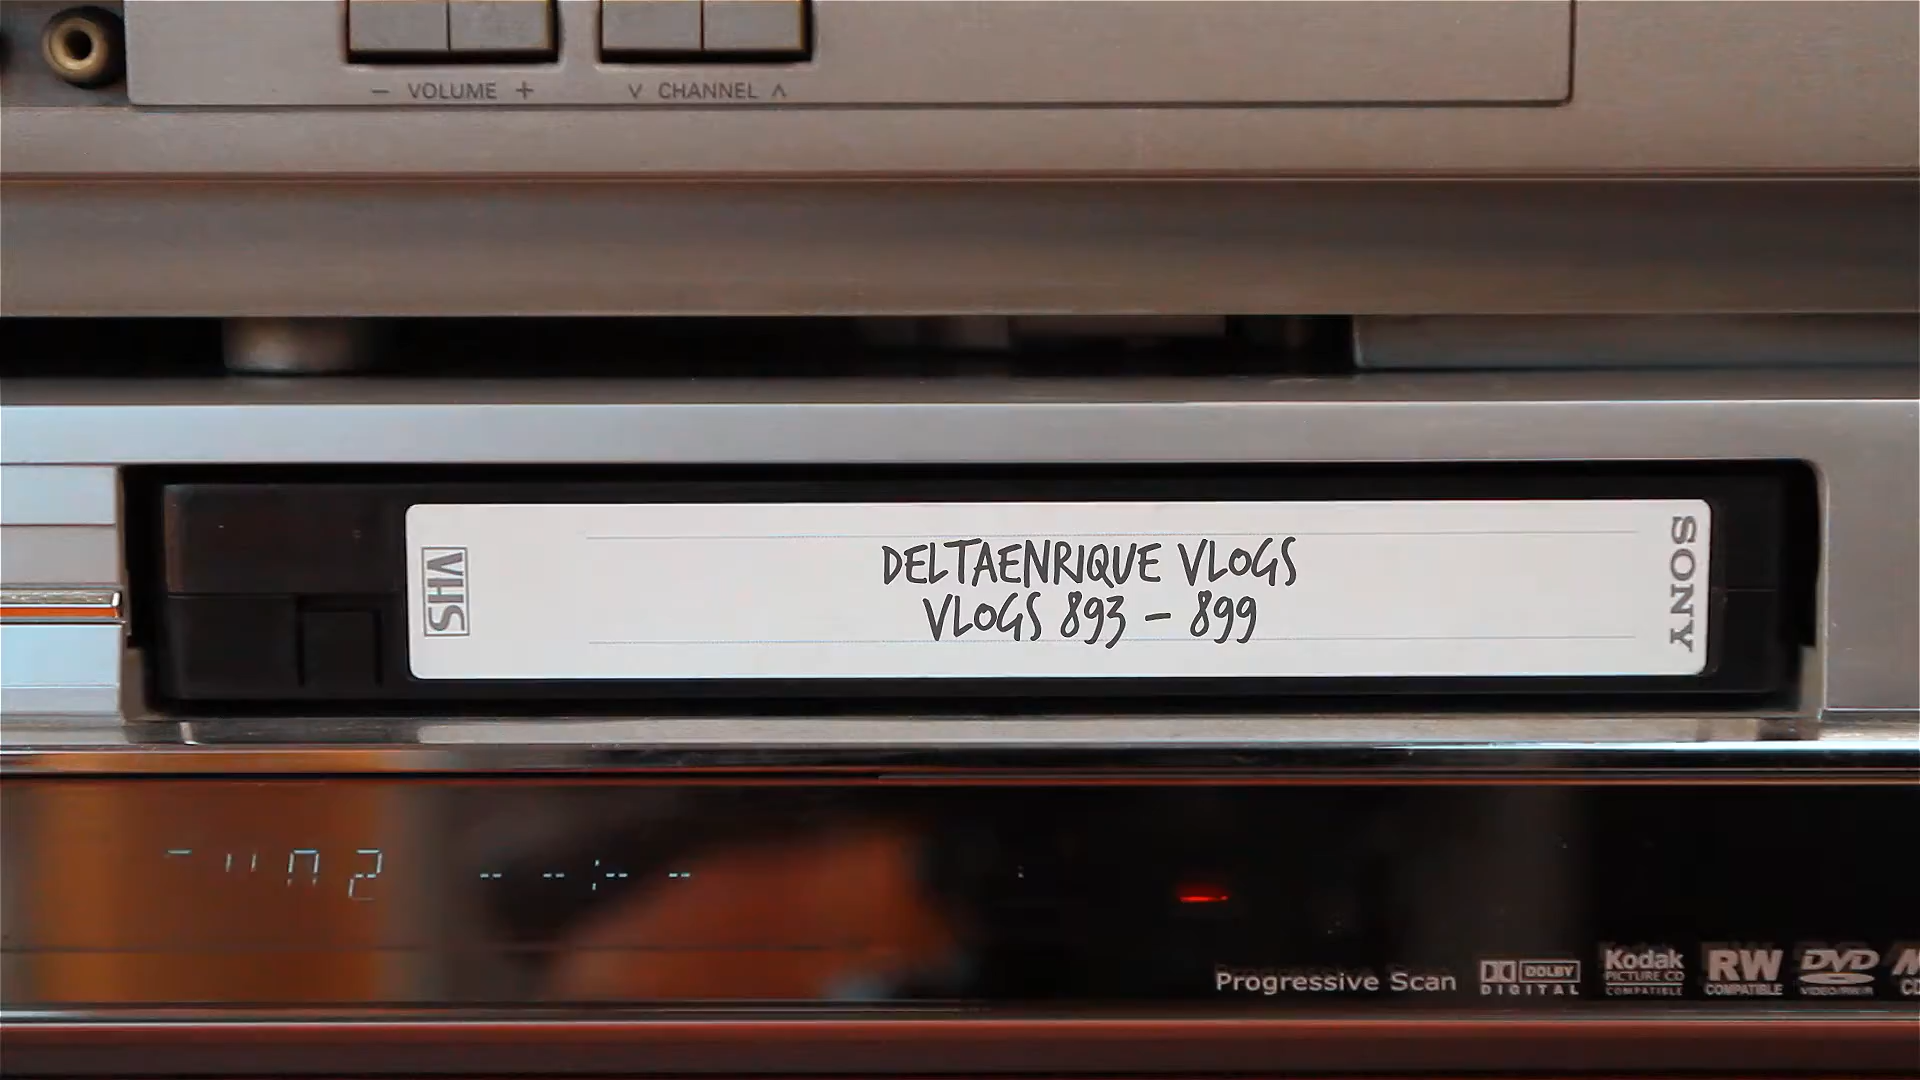 − VOLUME +
∨ CHANNEL ∧
VHS
DELTAENRIQUE VLOGS
VLOGS 893 – 899
SONY
Progressive Scan
DOLBY
DIGITAL
Kodak
PICTURE CD
COMPATIBLE
RW
COMPATIBLE
DVD